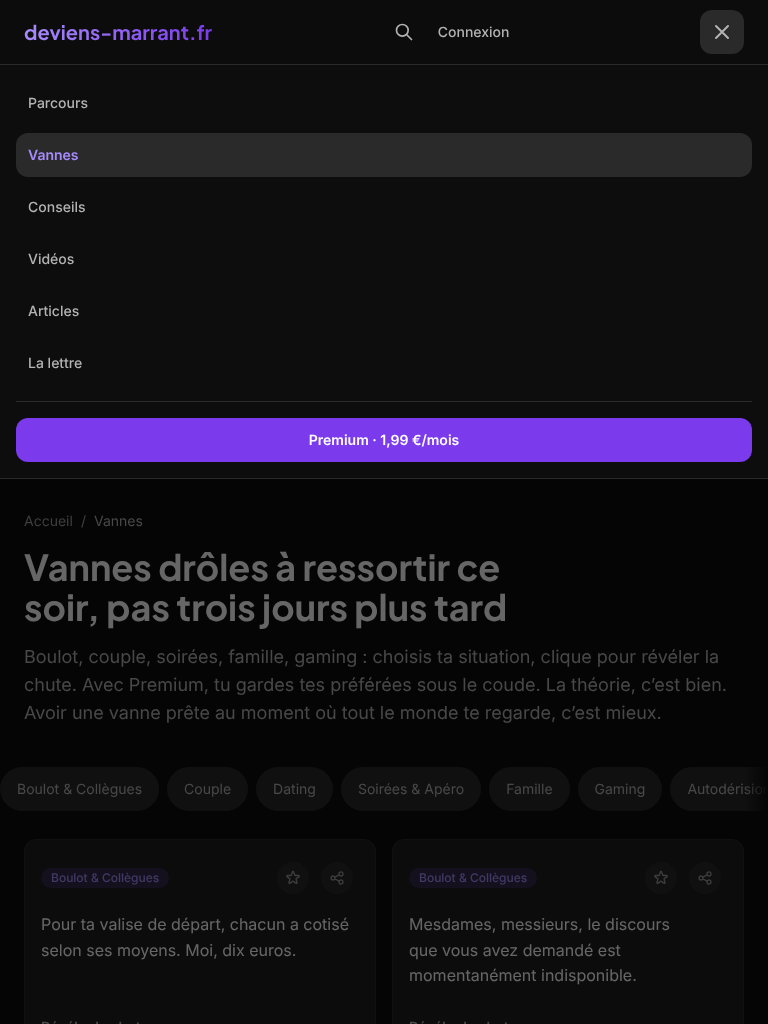 deviens-marrant.fr
Connexion
Parcours
Vannes
Conseils
Vidéos
Articles
La lettre
Premium · 1,99 €/mois
Accueil / Vannes
Vannes drôles à ressortir ce
soir, pas trois jours plus tard
Boulot, couple, soirées, famille, gaming : choisis ta situation, clique pour révéler la
chute. Avec Premium, tu gardes tes préférées sous le coude. La théorie, c’est bien.
Avoir une vanne prête au moment où tout le monde te regarde, c’est mieux.
Boulot & Collègues Couple Dating Soirées & Apéro Famille Gaming
Boulot & Collègues
Pour ta valise de départ, chacun a cotisé
selon ses moyens. Moi, dix euros.
Boulot & Collègues
Mesdames, messieurs, le discours
que vous avez demandé est
momentanément indisponible.